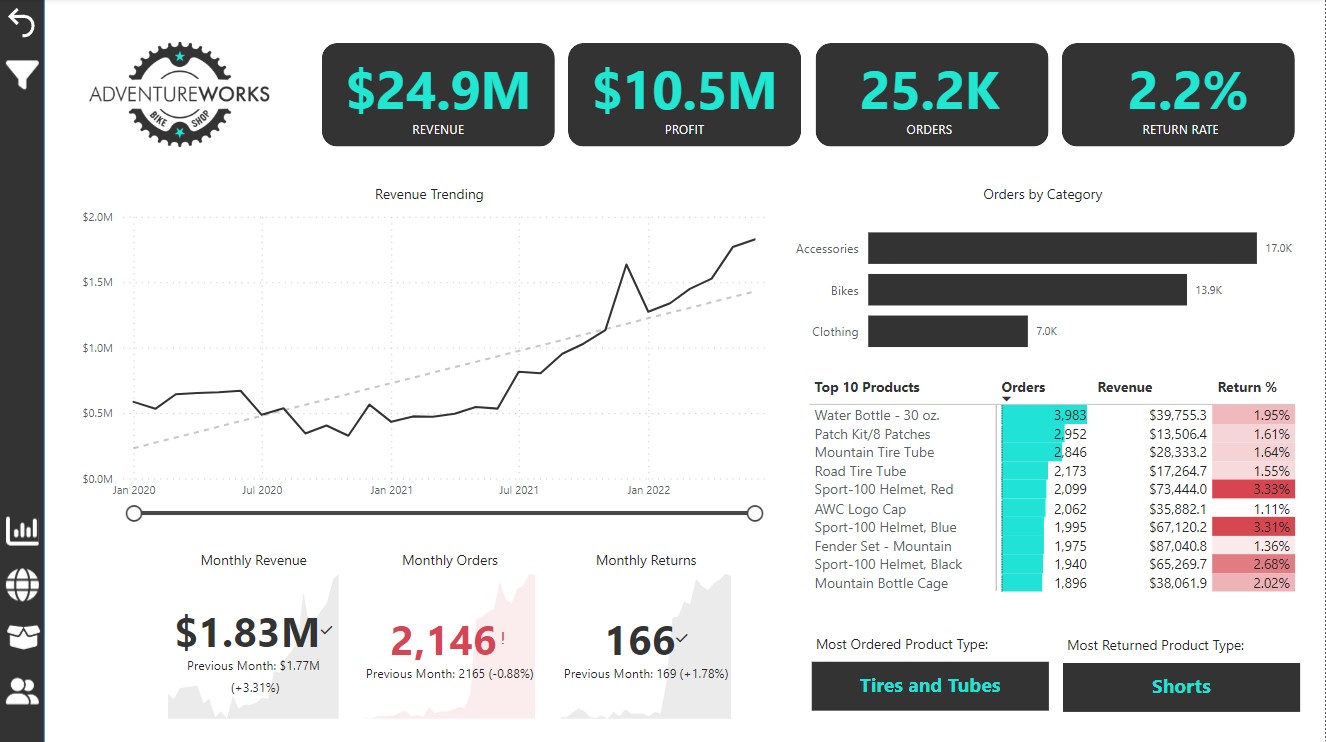 ADVENTUREWORKS
BIKE SHOP
$24.9M
REVENUE
$10.5M
PROFIT
25.2K
ORDERS
2.2%
RETURN RATE
Revenue Trending
$2.0M
$1.5M
$1.0M
$0.5M
$0.0M
Jan 2020 Jul 2020 Jan 2021 Jul 2021 Jan 2022
Orders by Category
Accessories 17.0K
Bikes 13.9K
Clothing 7.0K
Top 10 Products Orders Revenue Return %
Water Bottle - 30 oz. 3,983 $39,755.3 1.95%
Patch Kit/8 Patches 2,952 $13,506.4 1.61%
Mountain Tire Tube 2,846 $28,333.2 1.64%
Road Tire Tube 2,173 $17,264.7 1.55%
Sport-100 Helmet, Red 2,099 $73,444.0 3.33%
AWC Logo Cap 2,062 $35,882.1 1.11%
Sport-100 Helmet, Blue 1,995 $67,120.2 3.31%
Fender Set - Mountain 1,975 $87,040.8 1.36%
Sport-100 Helmet, Black 1,940 $65,269.7 2.68%
Mountain Bottle Cage 1,896 $38,061.9 2.02%
Monthly Revenue
$1.83M
Previous Month: $1.77M
(+3.31%)
Monthly Orders
2,146!
Previous Month: 2165 (-0.88%)
Monthly Returns
166
Previous Month: 169 (+1.78%)
Most Ordered Product Type:
Tires and Tubes
Most Returned Product Type:
Shorts